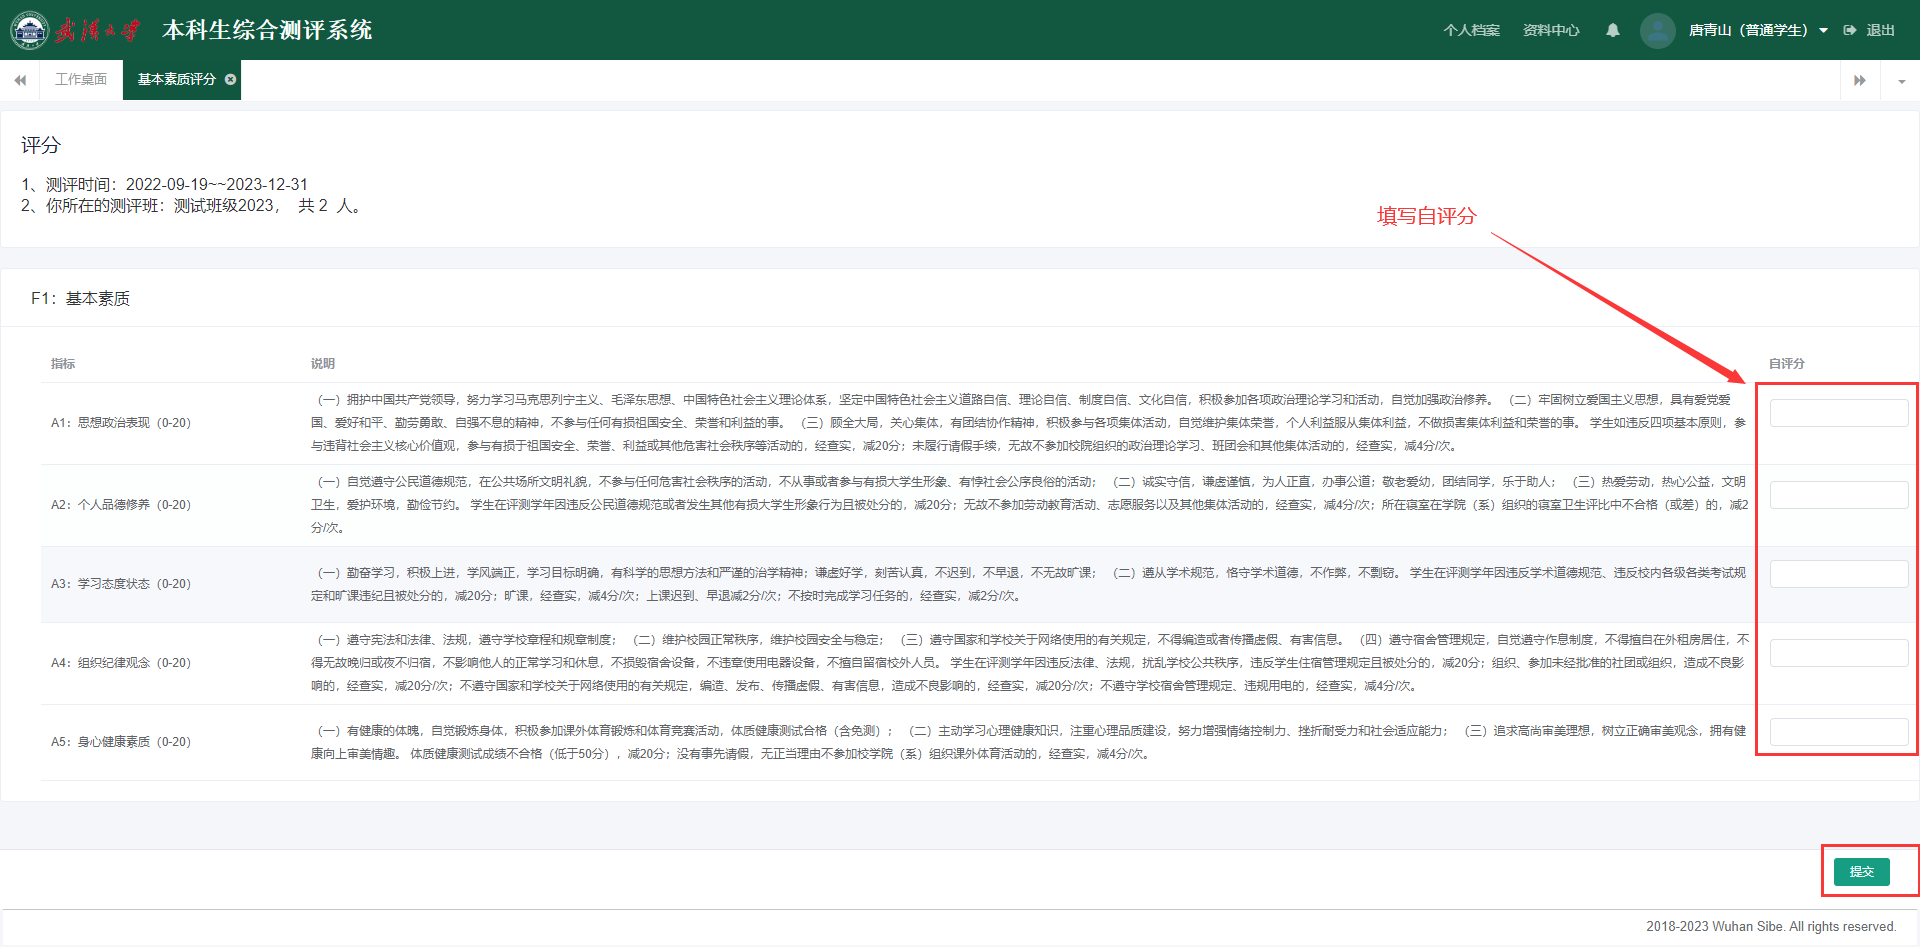 武汉大学 本科生综合测评系统
个人档案 资料中心 唐青山（普通学生） 退出
工作桌面 基本素质评分
评分
1、测评时间：2022-09-19~~2023-12-31
2、你所在的测评班：测试班级2023， 共 2 人。
填写自评分
F1：基本素质
指标 说明 自评分
A1：思想政治表现（0-20）
（一）拥护中国共产党领导，努力学习马克思列宁主义、毛泽东思想、中国特色社会主义理论体系，坚定中国特色社会主义道路自信、理论自信、制度自信、文化自信，积极参加各项政治理论学习和活动，自觉加强政治修养。 （二）牢固树立爱国主义思想，具有爱党爱
国、爱好和平、勤劳勇敢、自强不息的精神，不参与任何有损祖国安全、荣誉和利益的事。 （三）顾全大局，关心集体，有团结协作精神，积极参与各项集体活动，自觉维护集体荣誉，个人利益服从集体利益，不做损害集体利益和荣誉的事。 学生如违反四项基本原则，参
与违背社会主义核心价值观，参与有损于祖国安全、荣誉、利益或其他危害社会秩序等活动的，经查实，减20分；未履行请假手续，无故不参加校院组织的政治理论学习、班团会和其他集体活动的，经查实，减4分/次。
A2：个人品德修养（0-20）
（一）自觉遵守公民道德规范，在公共场所文明礼貌，不参与任何危害社会秩序的活动，不从事或者参与有损大学生形象、有悖社会公序良俗的活动； （二）诚实守信，谦虚谨慎，为人正直，办事公道；敬老爱幼，团结同学，乐于助人； （三）热爱劳动，热心公益，文明
卫生，爱护环境，勤俭节约。 学生在评测学年因违反公民道德规范或者发生其他有损大学生形象行为且被处分的，减20分；无故不参加劳动教育活动、志愿服务以及其他集体活动的，经查实，减4分/次；所在寝室在学院（系）组织的寝室卫生评比中不合格（或差）的，减2
分/次。
A3：学习态度状态（0-20）
（一）勤奋学习，积极上进，学风端正，学习目标明确，有科学的思想方法和严谨的治学精神；谦虚好学，刻苦认真，不迟到，不早退，不无故旷课； （二）遵从学术规范，恪守学术道德，不作弊，不剽窃。 学生在评测学年因违反学术道德规范、违反校内各级各类考试规
定和旷课违纪且被处分的，减20分；旷课，经查实，减4分/次；上课迟到、早退减2分/次；不按时完成学习任务的，经查实，减2分/次。
A4：组织纪律观念（0-20）
（一）遵守宪法和法律、法规，遵守学校章程和规章制度； （二）维护校园正常秩序，维护校园安全与稳定； （三）遵守国家和学校关于网络使用的有关规定，不得编造或者传播虚假、有害信息。 （四）遵守宿舍管理规定，自觉遵守作息制度，不得擅自在外租房居住，不
得无故晚归或夜不归宿，不影响他人的正常学习和休息，不损毁宿舍设备，不违章使用电器设备，不擅自留宿校外人员。 学生在评测学年因违反法律、法规，扰乱学校公共秩序，违反学生住宿管理规定且被处分的，减20分；组织、参加未经批准的社团或组织，造成不良影
响的，经查实，减20分/次；不遵守国家和学校关于网络使用的有关规定，编造、发布、传播虚假、有害信息，造成不良影响的，经查实，减20分/次；不遵守学校宿舍管理规定、违规用电的，经查实，减4分/次。
A5：身心健康素质（0-20）
（一）有健康的体魄，自觉锻炼身体，积极参加课外体育锻炼和体育竞赛活动，体质健康测试合格（含免测）； （二）主动学习心理健康知识，注重心理品质建设，努力增强情绪控制力、挫折耐受力和社会适应能力； （三）追求高尚审美理想，树立正确审美观念，拥有健
康向上审美情趣。 体质健康测试成绩不合格（低于50分），减20分；没有事先请假，无正当理由不参加校学院（系）组织课外体育活动的，经查实，减4分/次。
提交
2018-2023 Wuhan Sibe. All rights reserved.